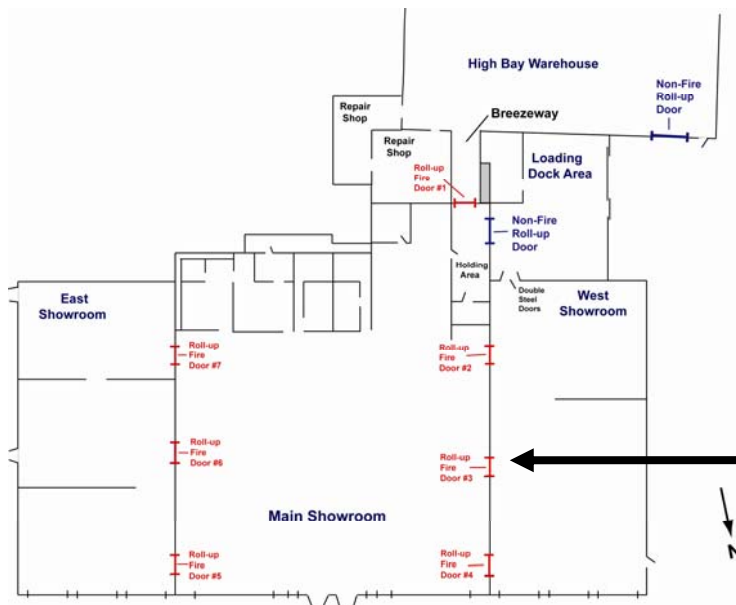 High Bay Warehouse
Non-Fire
Roll-up
Door
Repair
Shop
Breezeway
Repair
Shop
Loading
Dock Area
Roll-up
Fire
Door #1
Non-Fire
Roll-up
Door
Holding
Area
Double
Steel
Doors
East
Showroom
West
Showroom
Roll-up
Fire
Door #7
Roll-up
Fire
Door #2
Roll-up
Fire
Door #6
Roll-up
Fire
Door #3
Main Showroom
Roll-up
Fire
Door #5
Roll-up
Fire
Door #4
N